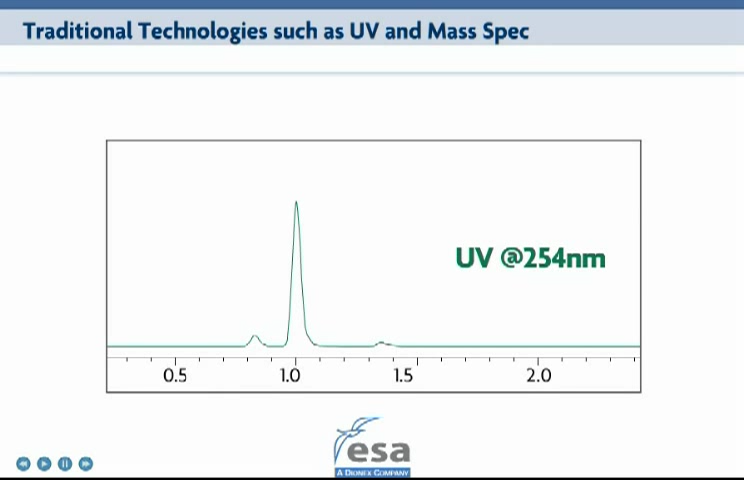 Traditional Technologies such as UV and Mass Spec
UV @254nm
0.5 1.0 1.5 2.0
esa
A DIONEX COMPANY